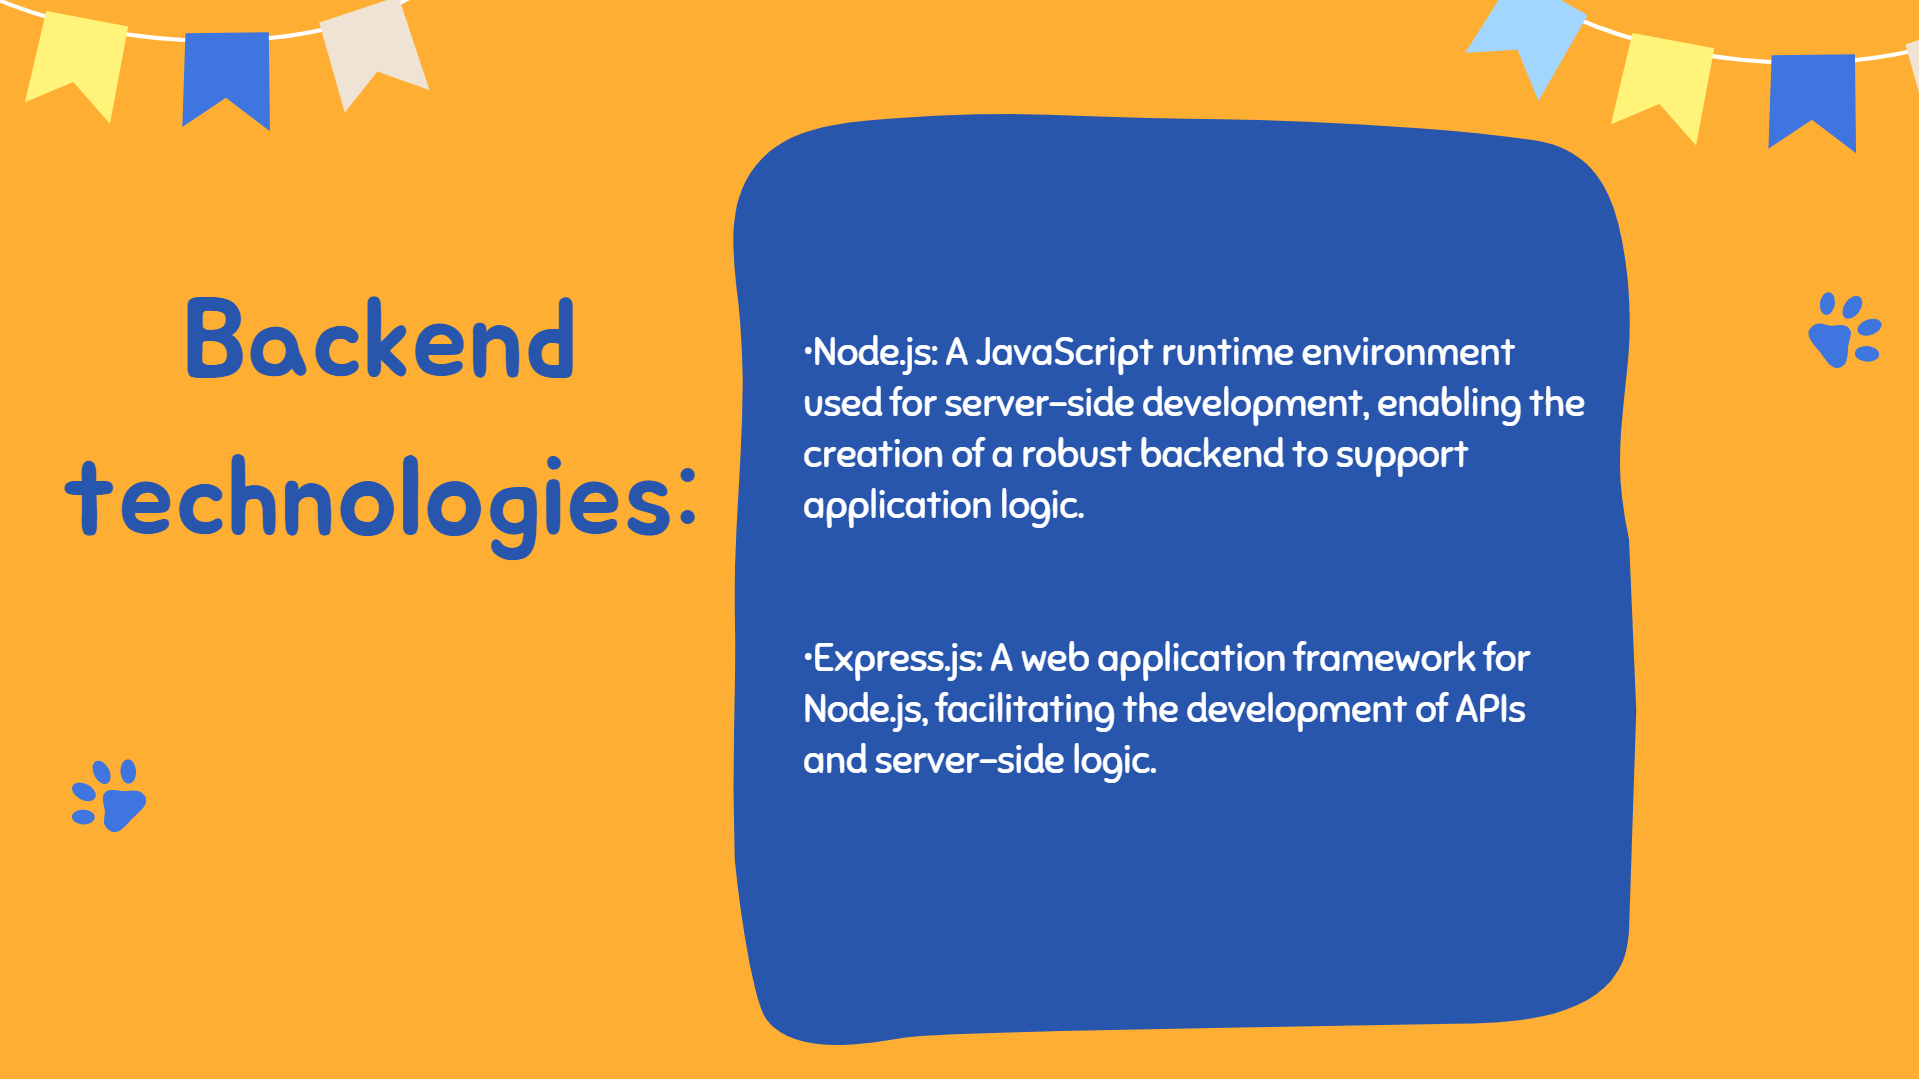 Backend
technologies:
•Node.js: A JavaScript runtime environment
used for server-side development, enabling the
creation of a robust backend to support
application logic.
•Express.js: A web application framework for
Node.js, facilitating the development of APIs
and server-side logic.